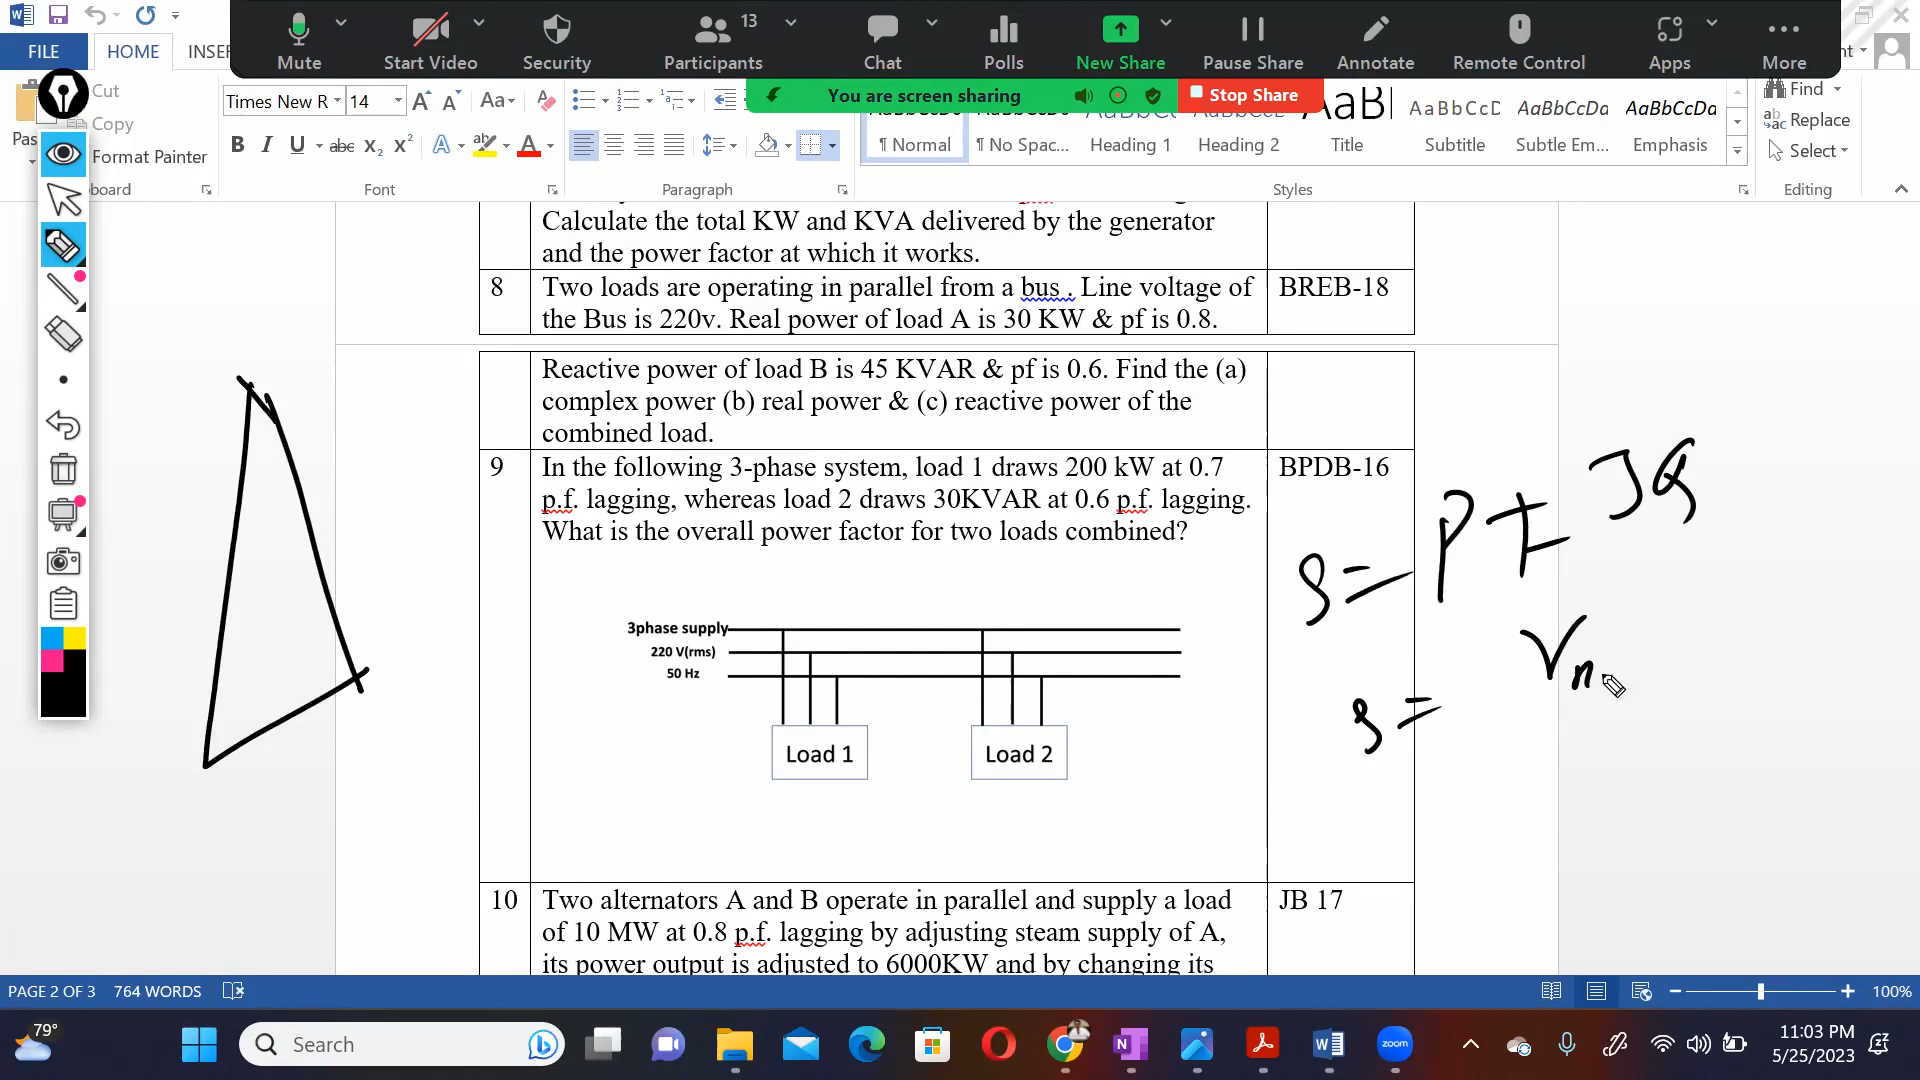 Mute
Start Video
Security
Participants
13
Chat
Polls
New Share
Pause Share
Annotate
Remote Control
Apps
More
You are screen sharing
Stop Share
FILE
HOME
Cut
Copy
Format Painter
Times New R
14
Aa
B I U abc X₂ X²
AaBbCcD AaBbCcDa AaBbCcDa
¶ Normal
¶ No Spac...
Heading 1
Heading 2
Title
Subtitle
Subtle Em...
Emphasis
Find
Replace
Select
Font
Paragraph
Styles
Editing
Calculate the total KW and KVA delivered by the generator
and the power factor at which it works.
8 Two loads are operating in parallel from a bus . Line voltage of BREB-18
the Bus is 220v. Real power of load A is 30 KW & pf is 0.8.
Reactive power of load B is 45 KVAR & pf is 0.6. Find the (a)
complex power (b) real power & (c) reactive power of the
combined load.
9 In the following 3-phase system, load 1 draws 200 kW at 0.7 BPDB-16
p.f. lagging, whereas load 2 draws 30KVAR at 0.6 p.f. lagging.
What is the overall power factor for two loads combined?
S = P ± JQ
3phase supply
220 V(rms)
50 Hz
Load 1
Load 2
S = Vn
10 Two alternators A and B operate in parallel and supply a load JB 17
of 10 MW at 0.8 p.f. lagging by adjusting steam supply of A,
its power output is adjusted to 6000KW and by changing its
PAGE 2 OF 3
764 WORDS
100%
79°
Search
zoom
11:03 PM
5/25/2023